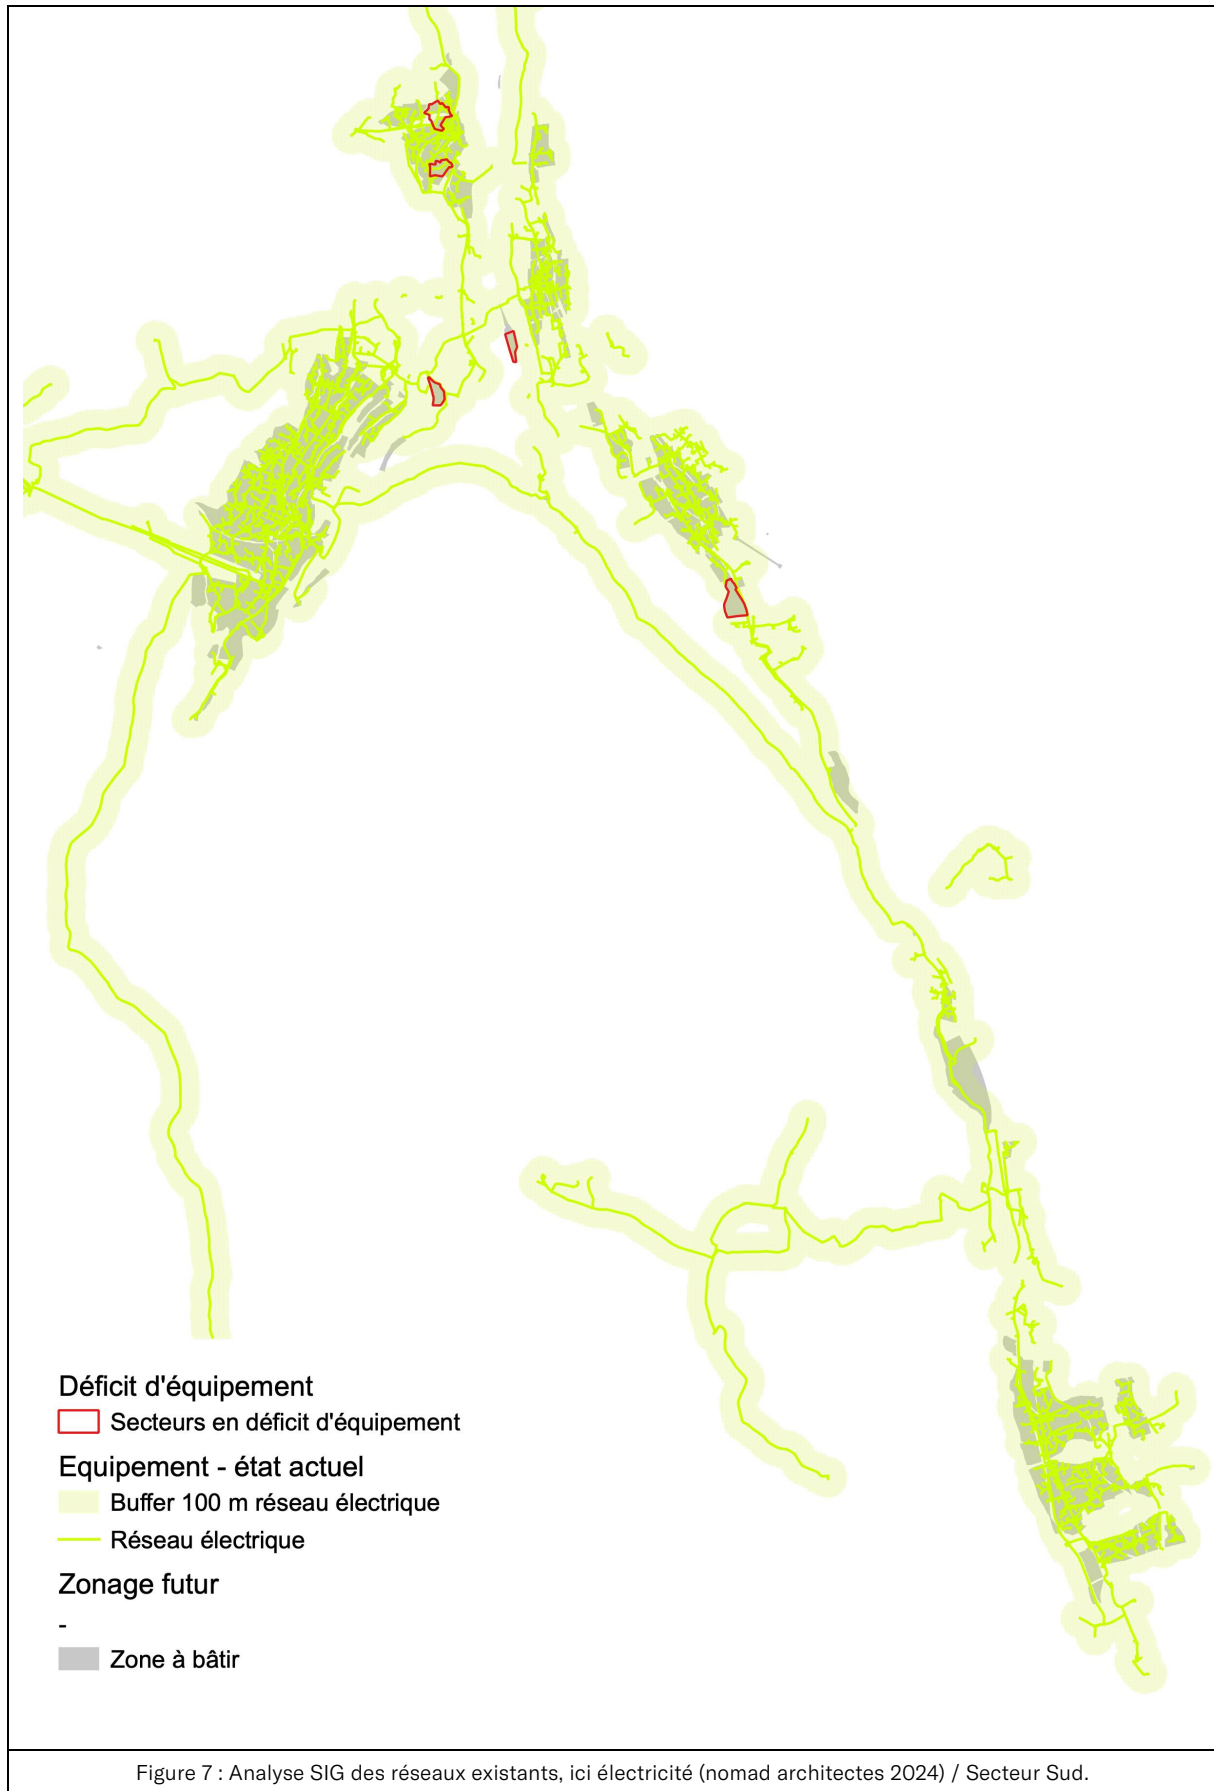 Déficit d'équipement
Secteurs en déficit d'équipement
Equipement - état actuel
Buffer 100 m réseau électrique
Réseau électrique
Zonage futur
-
Zone à bâtir
Figure 7 : Analyse SIG des réseaux existants, ici électricité (nomad architectes 2024) / Secteur Sud.